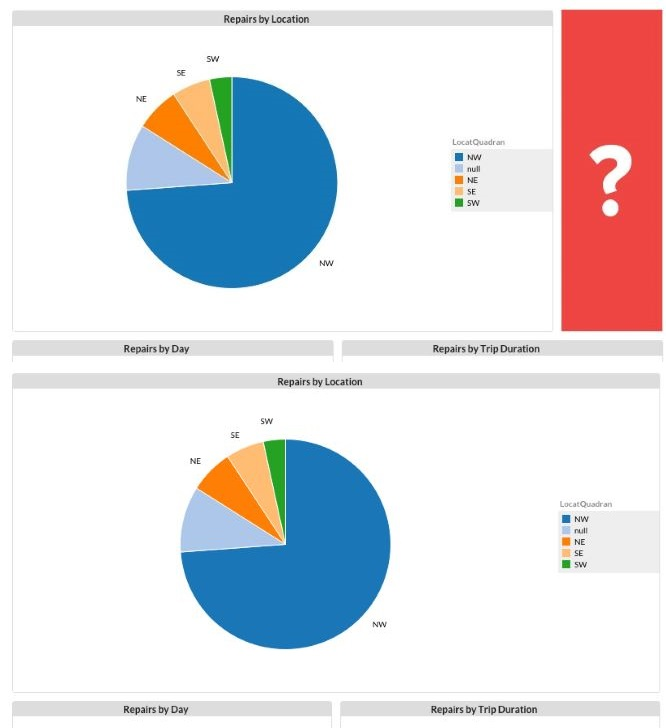 Repairs by Location
SW
SE
NE
NW
LocatQuadran
NW
null
NE
SE
SW
?
Repairs by Day
Repairs by Trip Duration
Repairs by Location
SW
SE
NE
NW
LocatQuadran
NW
null
NE
SE
SW
Repairs by Day
Repairs by Trip Duration